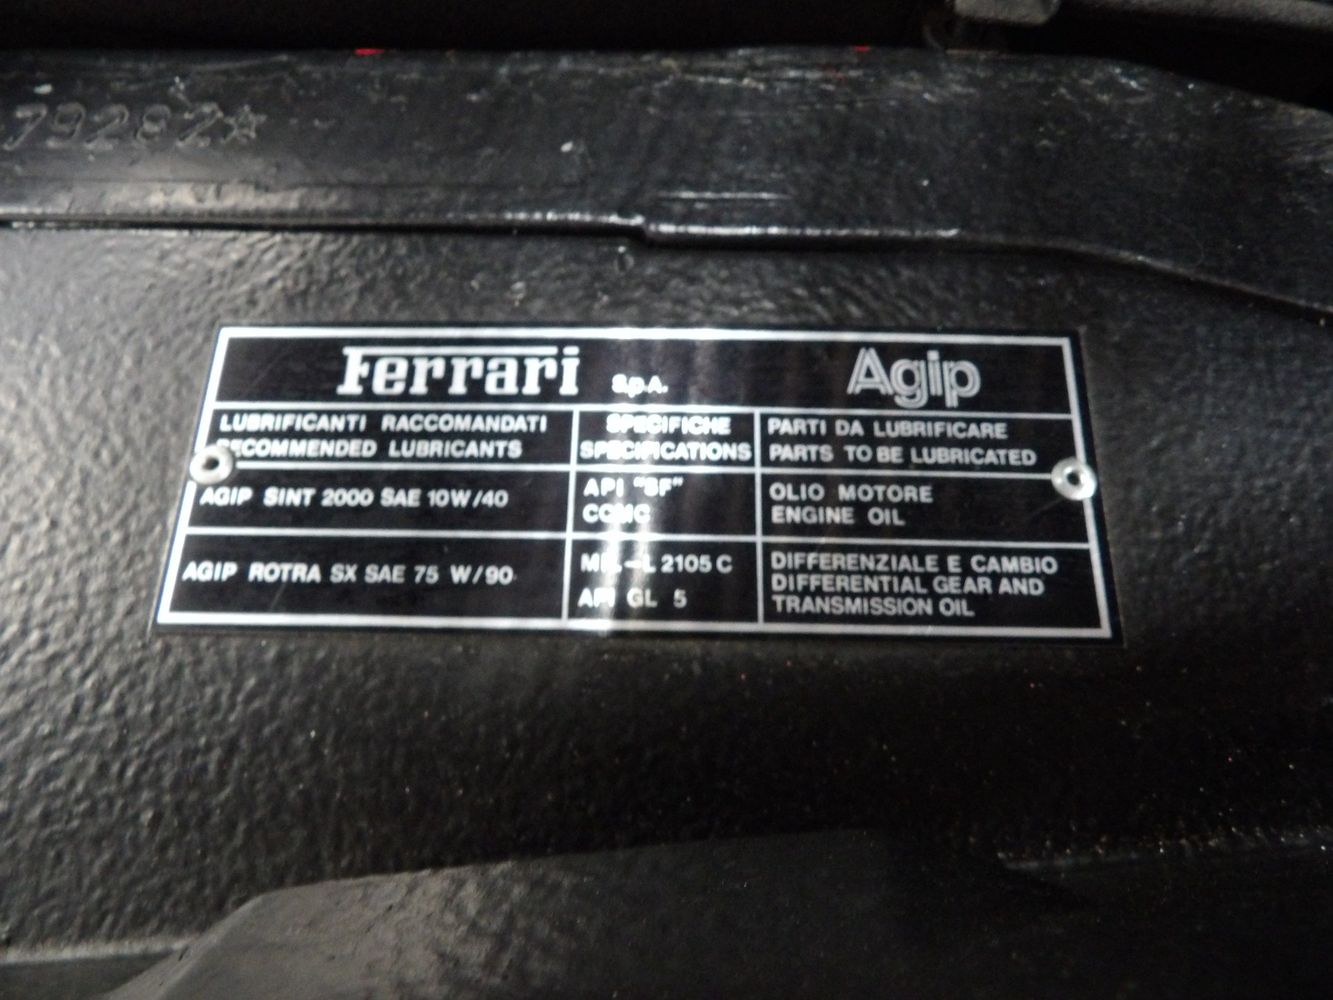 79282☆
Ferrari S.p.A. Agip
LUBRIFICANTI RACCOMANDATI
RECOMMENDED LUBRICANTS
SPECIFICHE
SPECIFICATIONS
PARTI DA LUBRIFICARE
PARTS TO BE LUBRICATED
AGIP SINT 2000 SAE 10W/40
API "SF"
CCMC
OLIO MOTORE
ENGINE OIL
AGIP ROTRA SX SAE 75 W/90
MIL-L 2105 C
API GL 5
DIFFERENZIALE E CAMBIO
DIFFERENTIAL GEAR AND
TRANSMISSION OIL